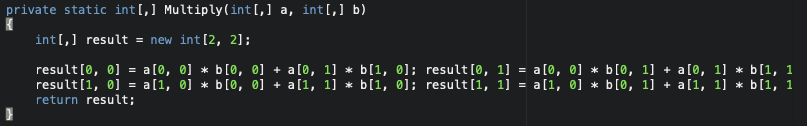 private static int[,] Multiply(int[,] a, int[,] b)
{
int[,] result = new int[2, 2];
result[0, 0] = a[0, 0] * b[0, 0] + a[0, 1] * b[1, 0]; result[0, 1] = a[0, 0] * b[0, 1] + a[0, 1] * b[1, 1
result[1, 0] = a[1, 0] * b[0, 0] + a[1, 1] * b[1, 0]; result[1, 1] = a[1, 0] * b[0, 1] + a[1, 1] * b[1, 1
return result;
}